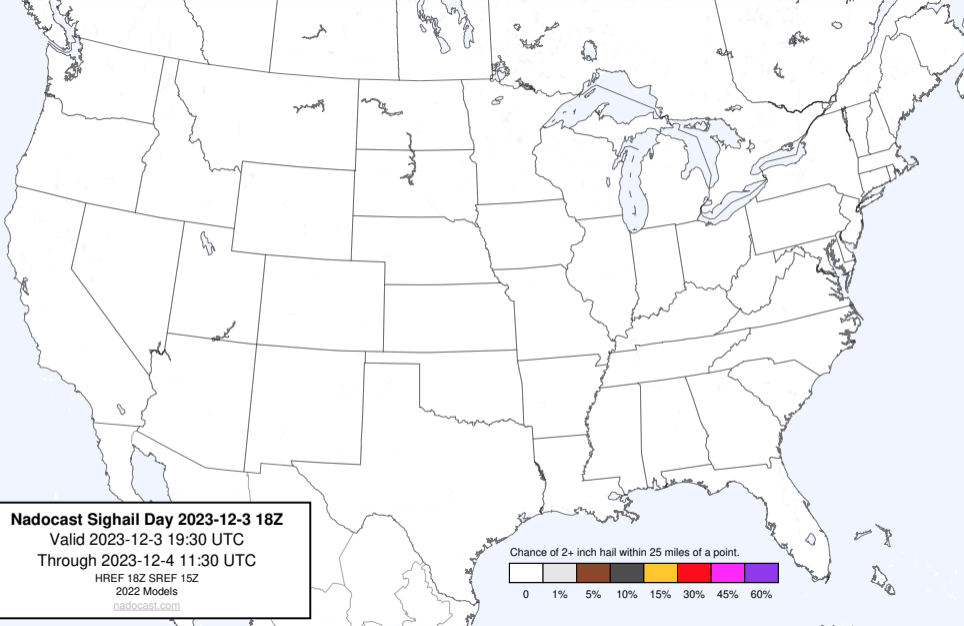 Nadocast Sighail Day 2023-12-3 18Z
Valid 2023-12-3 19:30 UTC
Through 2023-12-4 11:30 UTC
HREF 18Z SREF 15Z
2022 Models
nadocast.com
Chance of 2+ inch hail within 25 miles of a point.
0 1% 5% 10% 15% 30% 45% 60%